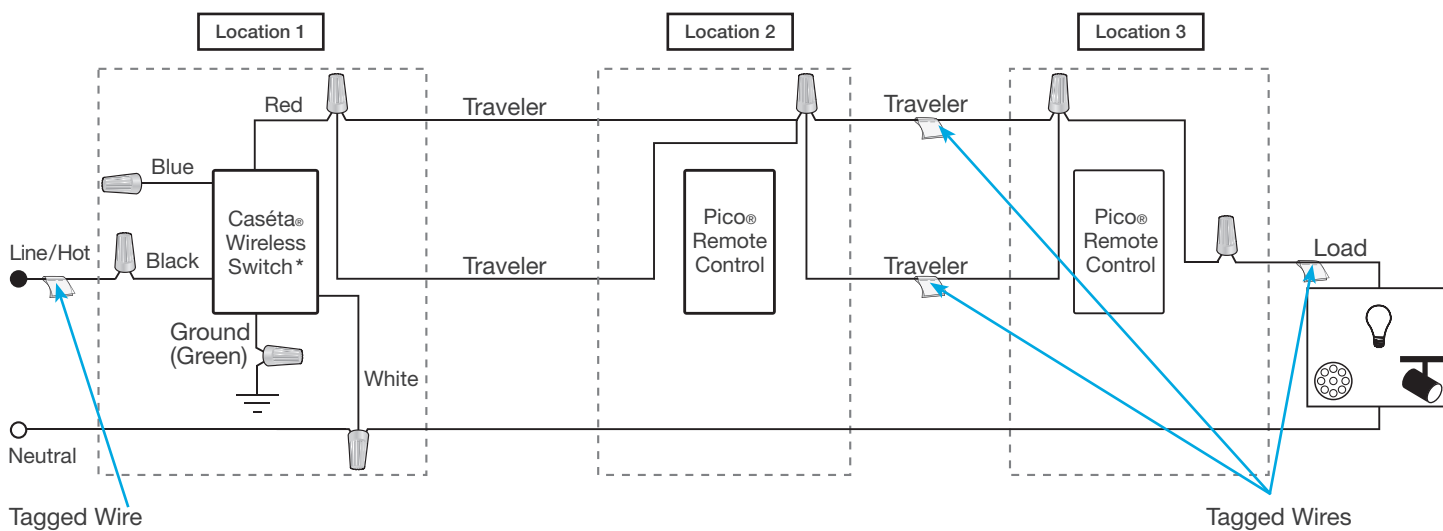 Location 1
Location 2
Location 3
Red
Traveler
Traveler
Blue
Caséta®
Wireless
Switch*
Pico®
Remote
Control
Pico®
Remote
Control
Line/Hot
Black
Traveler
Traveler
Load
Ground
(Green)
White
Neutral
Tagged Wire
Tagged Wires